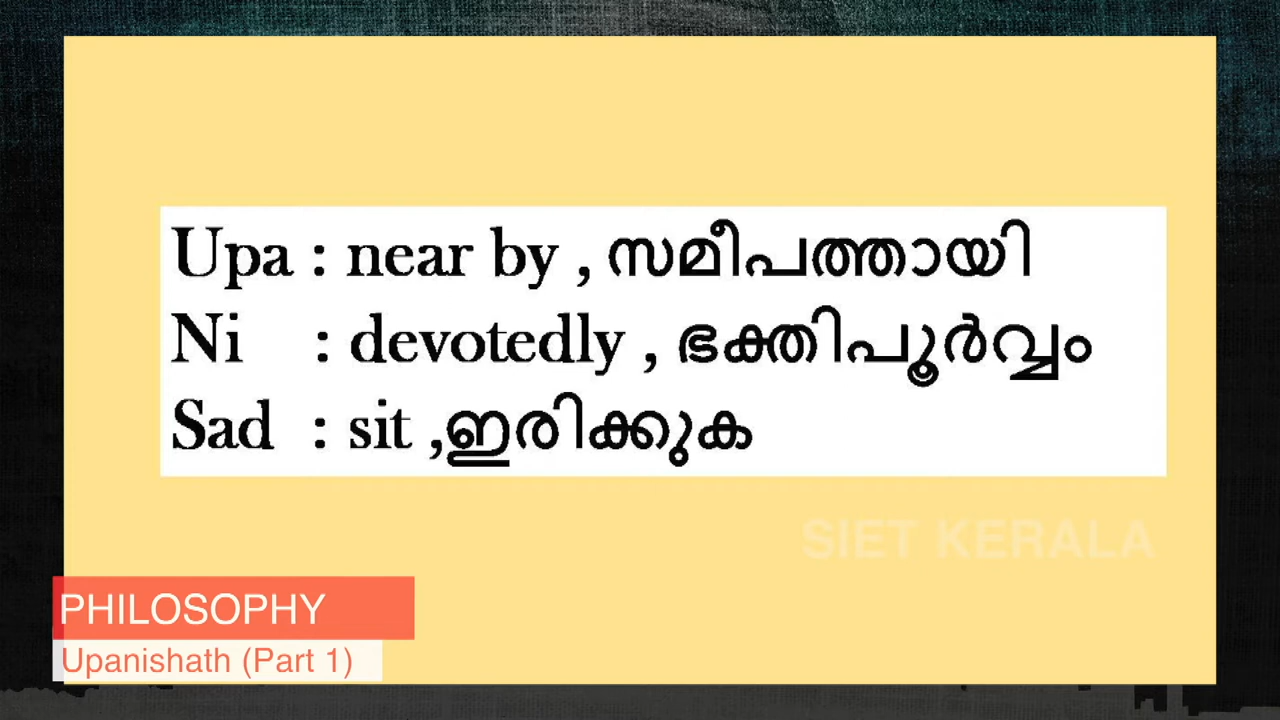 Upa : near by , സമീപത്തായി
Ni : devotedly , ഭക്തിപൂർവ്വം
Sad : sit ,ഇരിക്കുക
SIET KERALA
PHILOSOPHY
Upanishath (Part 1)